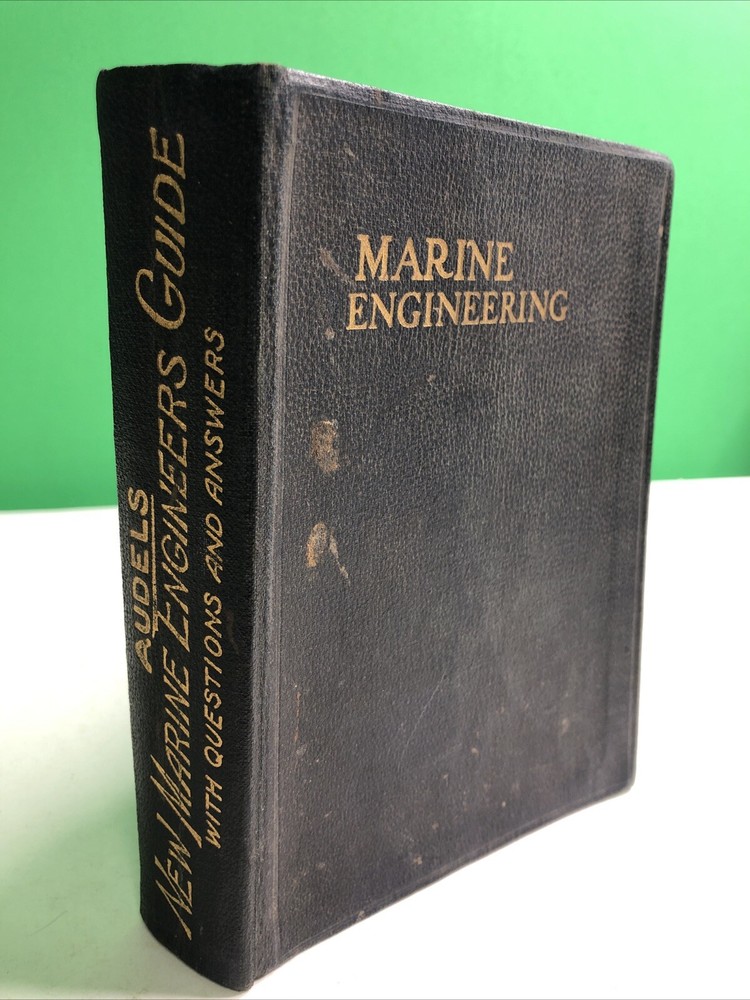 AUDELS
NEW MARINE ENGINEERS GUIDE
WITH QUESTIONS AND ANSWERS
MARINE
ENGINEERING